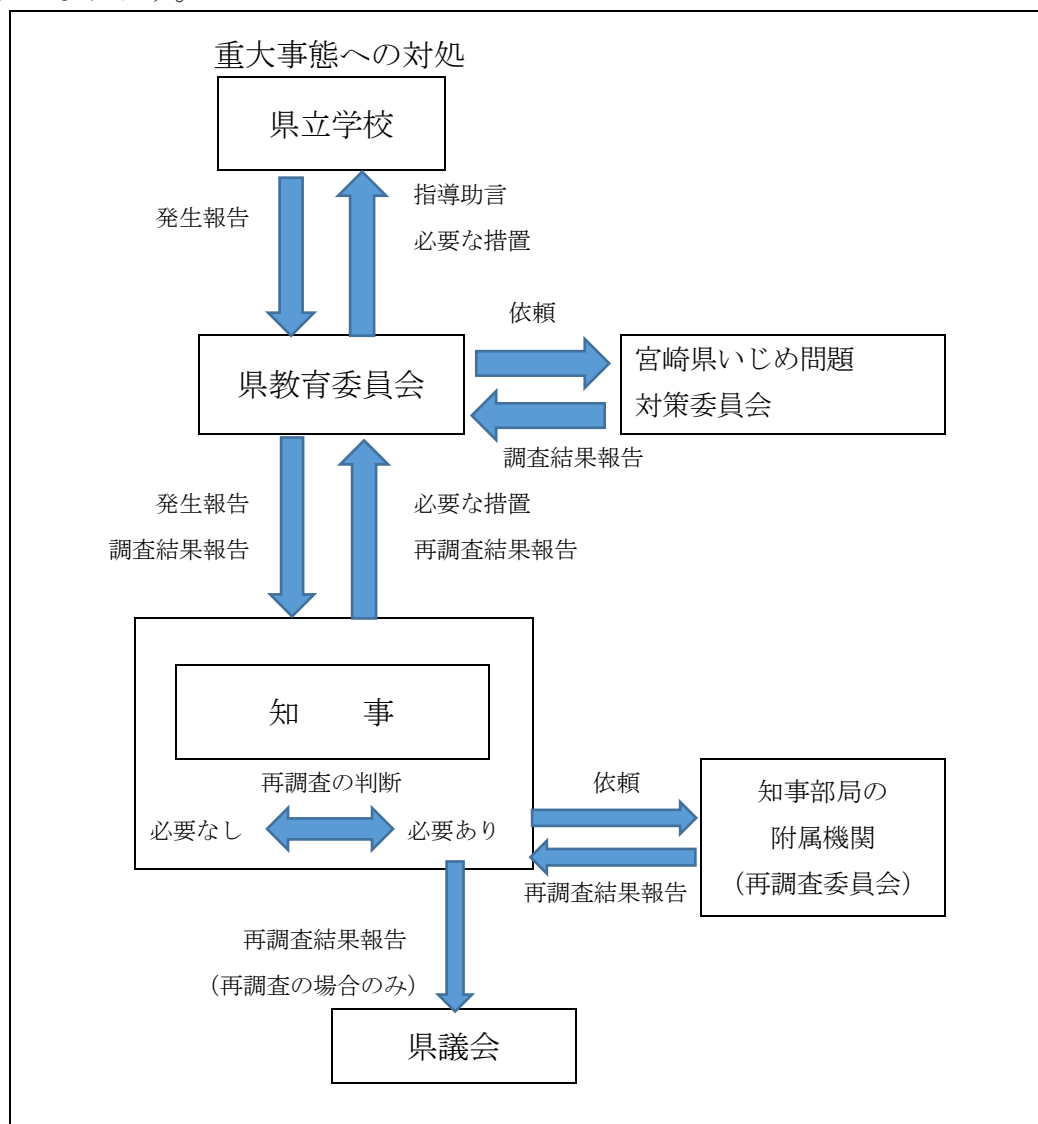 重大事態への対処
県立学校
発生報告
指導助言
必要な措置
依頼
県教育委員会
宮崎県いじめ問題
対策委員会
調査結果報告
発生報告
調査結果報告
必要な措置
再調査結果報告
知　　事
再調査の判断
必要なし
必要あり
依頼
再調査結果報告
知事部局の
附属機関
（再調査委員会）
再調査結果報告
（再調査の場合のみ）
県議会